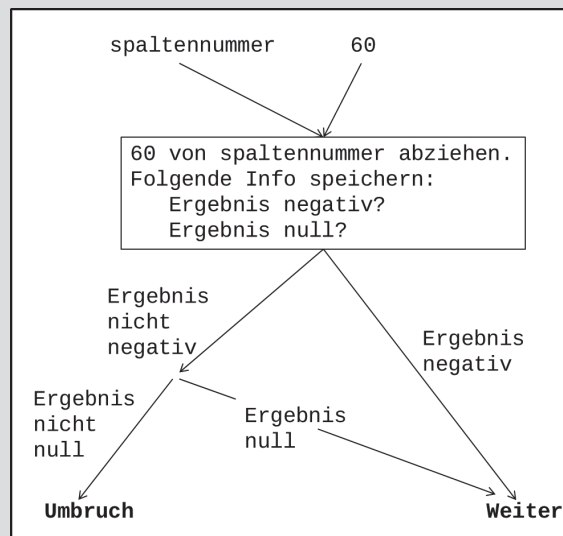 spaltennummer 60
60 von spaltennummer abziehen.
Folgende Info speichern:
Ergebnis negativ?
Ergebnis null?
Ergebnis
nicht
negativ
Ergebnis
negativ
Ergebnis
nicht
null
Ergebnis
null
Umbruch Weiter